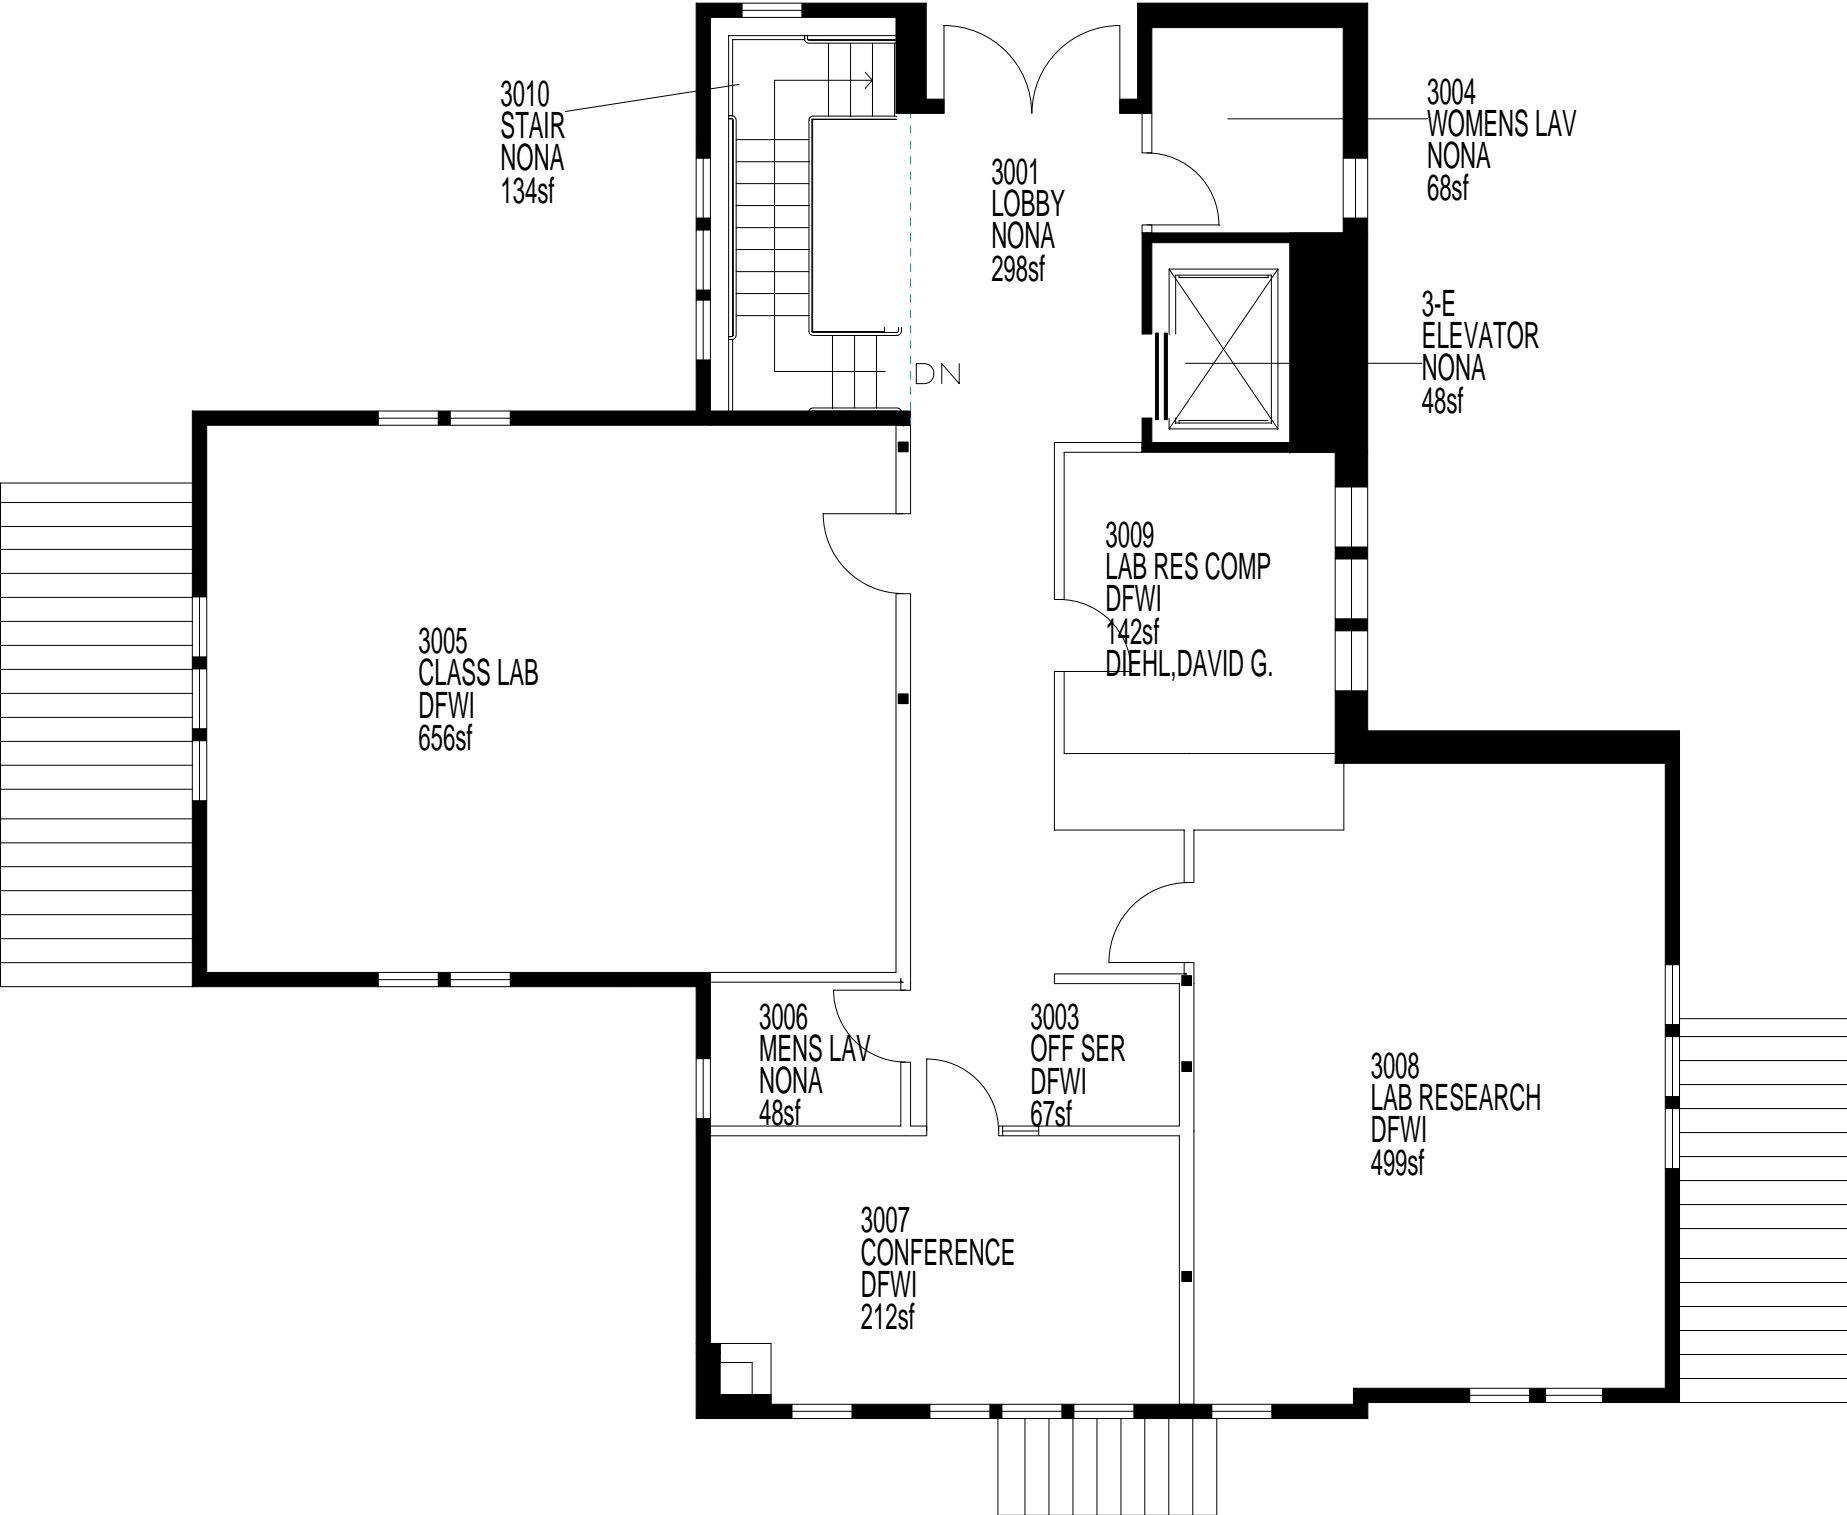 3010
STAIR
NONA
134sf
3004
WOMENS LAV
NONA
68sf
3001
LOBBY
NONA
298sf
3-E
ELEVATOR
NONA
48sf
DN
3009
LAB RES COMP
DFWI
142sf
DIEHL,DAVID G.
3005
CLASS LAB
DFWI
656sf
3006
MENS LAV
NONA
48sf
3003
OFF SER
DFWI
67sf
3008
LAB RESEARCH
DFWI
499sf
3007
CONFERENCE
DFWI
212sf